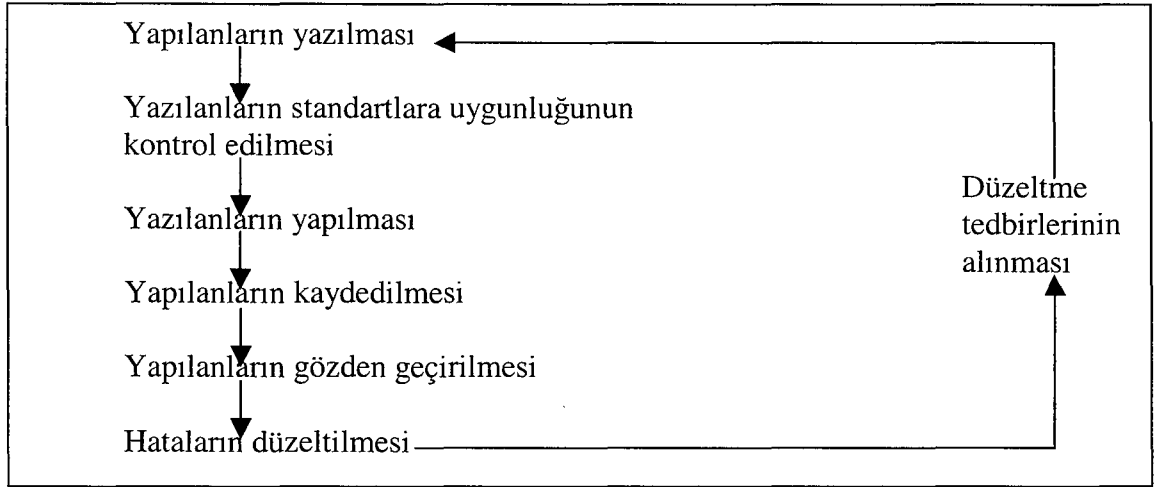 Yapılanların yazılması
Yazılanların standartlara uygunluğunun
kontrol edilmesi
Yazılanların yapılması
Yapılanların kaydedilmesi
Yapılanların gözden geçirilmesi
Hataların düzeltilmesi
Düzeltme
tedbirlerinin
alınması